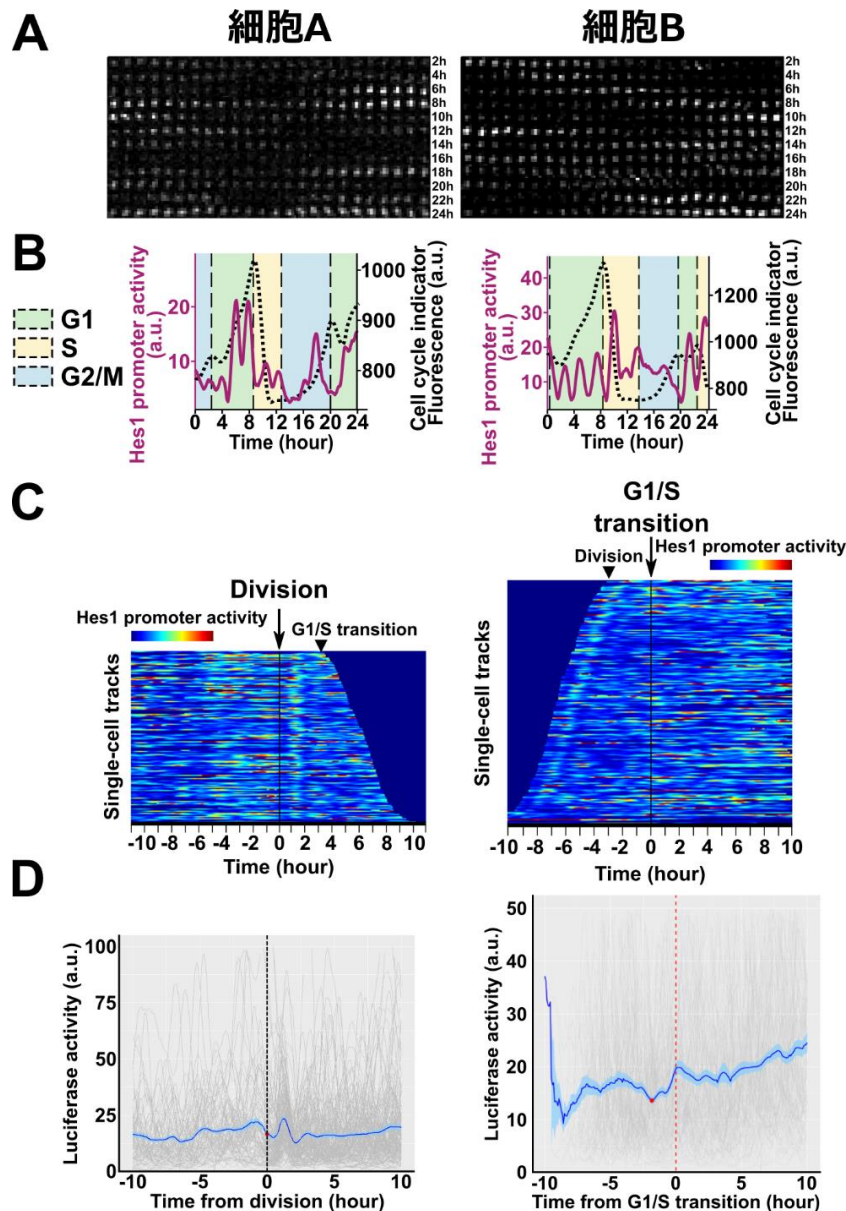 A
細胞A
細胞B
2h
4h
6h
8h
10h
12h
14h
16h
18h
20h
22h
24h
2h
4h
6h
8h
10h
12h
14h
16h
18h
20h
22h
24h
B
G1
S
G2/M
Hes1 promoter activity
(a.u.)
20
10
1000
900
800
Cell cycle indicator
Fluorescence (a.u.)
0 4 8 12 16 20 24
Time (hour)
Hes1 promoter activity
(a.u.)
40
30
20
10
1200
1000
800
Cell cycle indicator
Fluorescence (a.u.)
0 4 8 12 16 20 24
Time (hour)
C
Division
Hes1 promoter activity
G1/S transition
Single-cell tracks
-10 -8 -6 -4 -2 0 2 4 6 8 10
Time (hour)
G1/S
transition
Division
Hes1 promoter activity
Single-cell tracks
-10 -8 -6 -4 -2 0 2 4 6 8 10
Time (hour)
D
Luciferase activity (a.u.)
100
75
50
25
0
-10 -5 0 5 10
Time from division (hour)
Luciferase activity (a.u.)
50
40
30
20
10
0
-10 -5 0 5 10
Time from G1/S transition (hour)